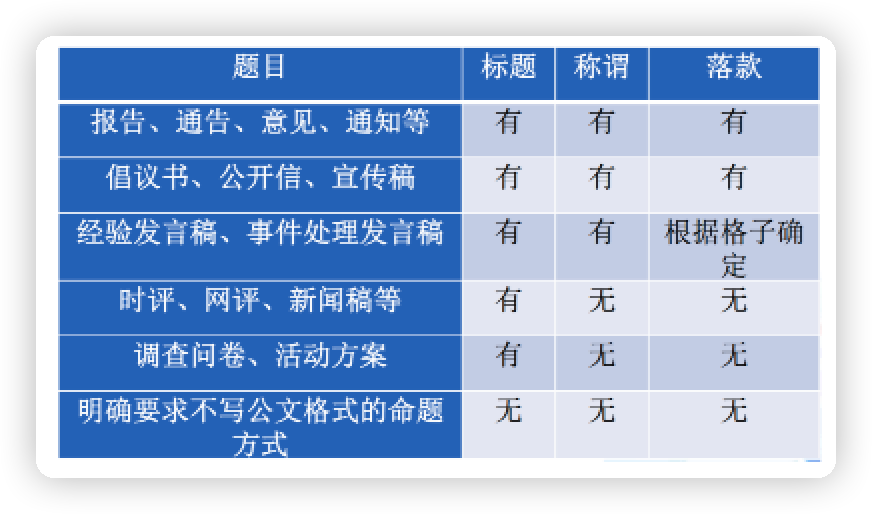 题目 标题 称谓 落款
报告、通告、意见、通知等 有 有 有
倡议书、公开信、宣传稿 有 有 有
经验发言稿、事件处理发言稿 有 有 根据格子确
定
时评、网评、新闻稿等 有 无 无
调查问卷、活动方案 有 无 无
明确要求不写公文格式的命题 无 无 无
方式